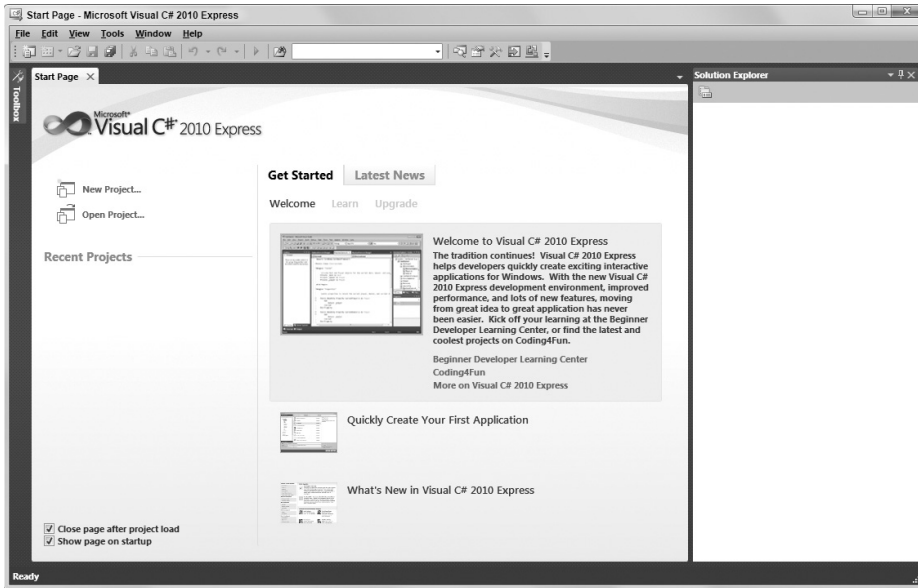 Start Page - Microsoft Visual C# 2010 Express
File Edit View Tools Window Help
Toolbox
Start Page
Solution Explorer
Microsoft®
Visual C#® 2010 Express
New Project...
Open Project...
Recent Projects
Get Started Latest News
Welcome Learn Upgrade
Welcome to Visual C# 2010 Express
The tradition continues! Visual C# 2010 Express
helps developers quickly create exciting interactive
applications for Windows. With the new Visual C#
2010 Express development environment, improved
performance, and lots of new features, moving
from great idea to great application has never
been easier. Kick off your learning at the Beginner
Developer Learning Center, or find the latest and
coolest projects on Coding4Fun.
Beginner Developer Learning Center
Coding4Fun
More on Visual C# 2010 Express
Quickly Create Your First Application
What's New in Visual C# 2010 Express
Close page after project load
Show page on startup
Ready